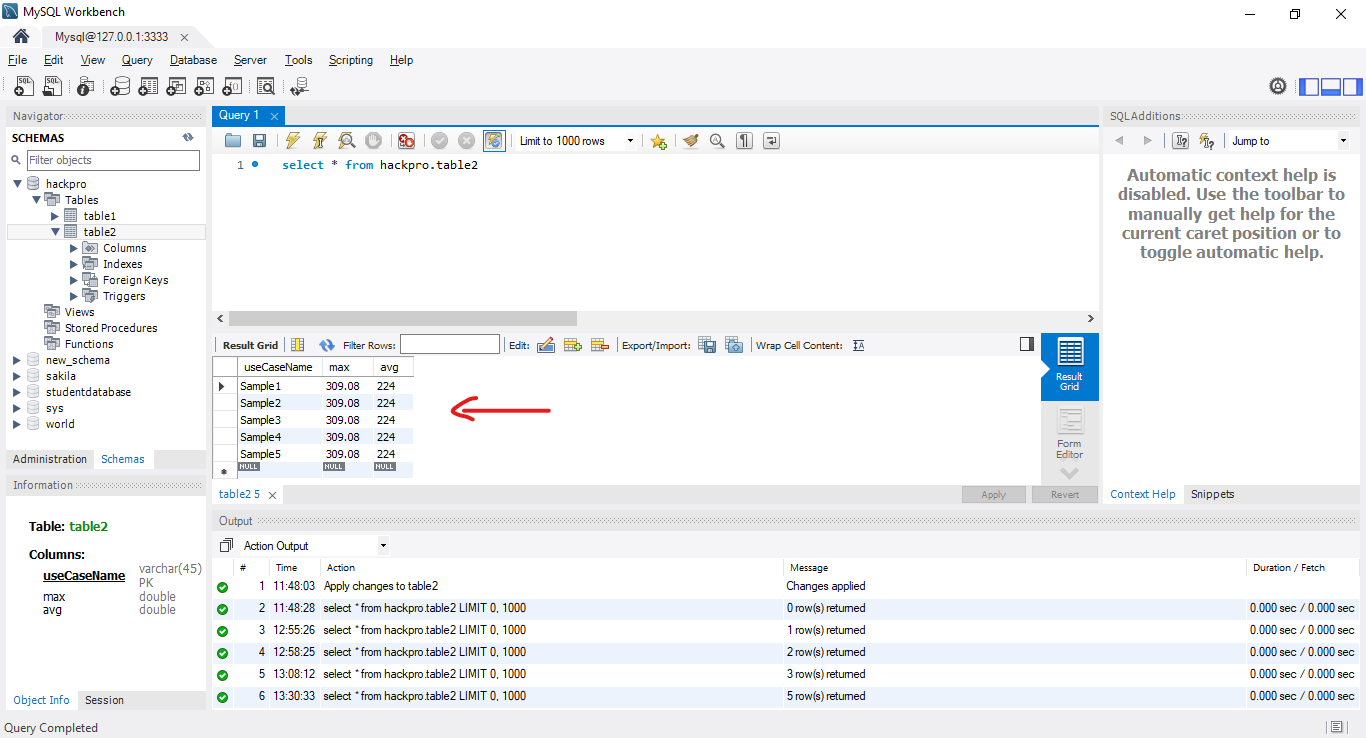 MySQL Workbench
Mysql@127.0.0.1:3333
File Edit View Query Database Server Tools Scripting Help
Navigator
SCHEMAS
Filter objects
hackpro
Tables
table1
table2
Columns
Indexes
Foreign Keys
Triggers
Views
Stored Procedures
Functions
new_schema
sakila
studentdatabase
sys
world
Administration Schemas
Information
Table: table2
Columns:
useCaseName varchar(45) PK
max double
avg double
Object Info Session
Query 1
Limit to 1000 rows
1 select * from hackpro.table2
Result Grid Filter Rows: Edit: Export/Import: Wrap Cell Content:
useCaseName max avg
Sample1 309.08 224
Sample2 309.08 224
Sample3 309.08 224
Sample4 309.08 224
Sample5 309.08 224
NULL NULL NULL
Result Grid
Form Editor
table2 5
Apply Revert
SQLAdditions
Jump to
Automatic context help is
disabled. Use the toolbar to
manually get help for the
current caret position or to
toggle automatic help.
Context Help Snippets
Output
Action Output
# Time Action Message Duration / Fetch
1 11:48:03 Apply changes to table2 Changes applied
2 11:48:28 select * from hackpro.table2 LIMIT 0, 1000 0 row(s) returned 0.000 sec / 0.000 sec
3 12:55:26 select * from hackpro.table2 LIMIT 0, 1000 1 row(s) returned 0.000 sec / 0.000 sec
4 12:58:25 select * from hackpro.table2 LIMIT 0, 1000 2 row(s) returned 0.000 sec / 0.000 sec
5 13:08:12 select * from hackpro.table2 LIMIT 0, 1000 3 row(s) returned 0.000 sec / 0.000 sec
6 13:30:33 select * from hackpro.table2 LIMIT 0, 1000 5 row(s) returned 0.000 sec / 0.000 sec
Query Completed